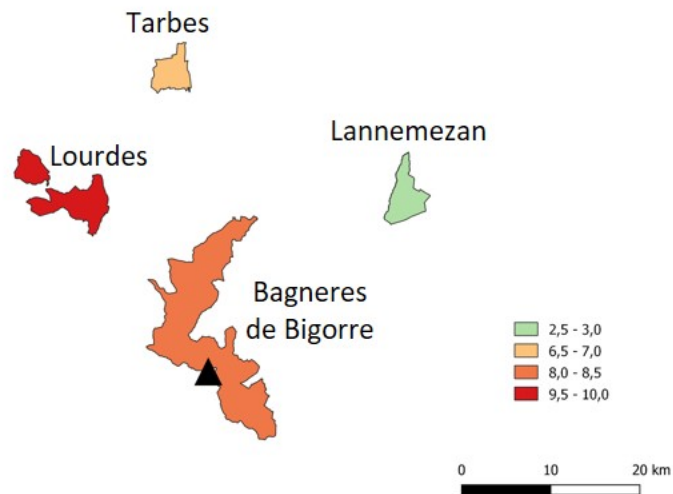 Tarbes
Lourdes
Lannemezan
Bagneres
de Bigorre
2,5 - 3,0
6,5 - 7,0
8,0 - 8,5
9,5 - 10,0
0 10 20 km